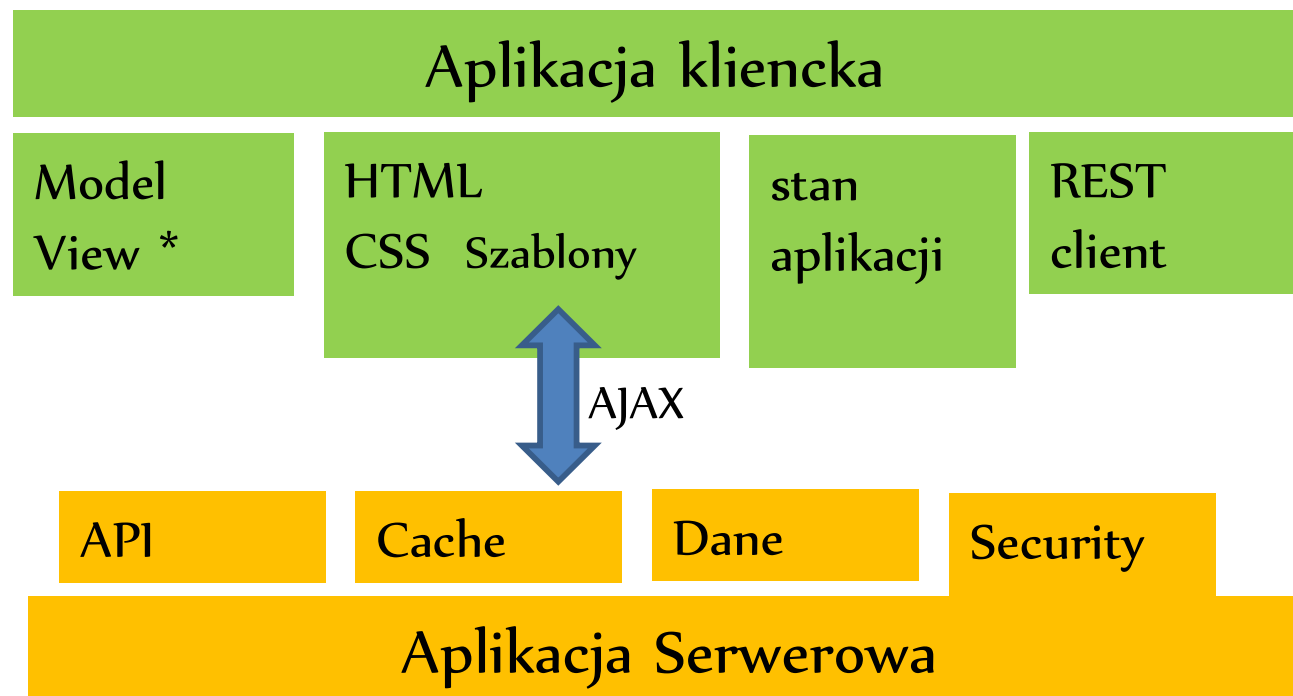 Aplikacja kliencka
Model
View *
HTML
CSS Szablony
stan
aplikacji
REST
client
AJAX
API
Cache
Dane
Security
Aplikacja Serwerowa